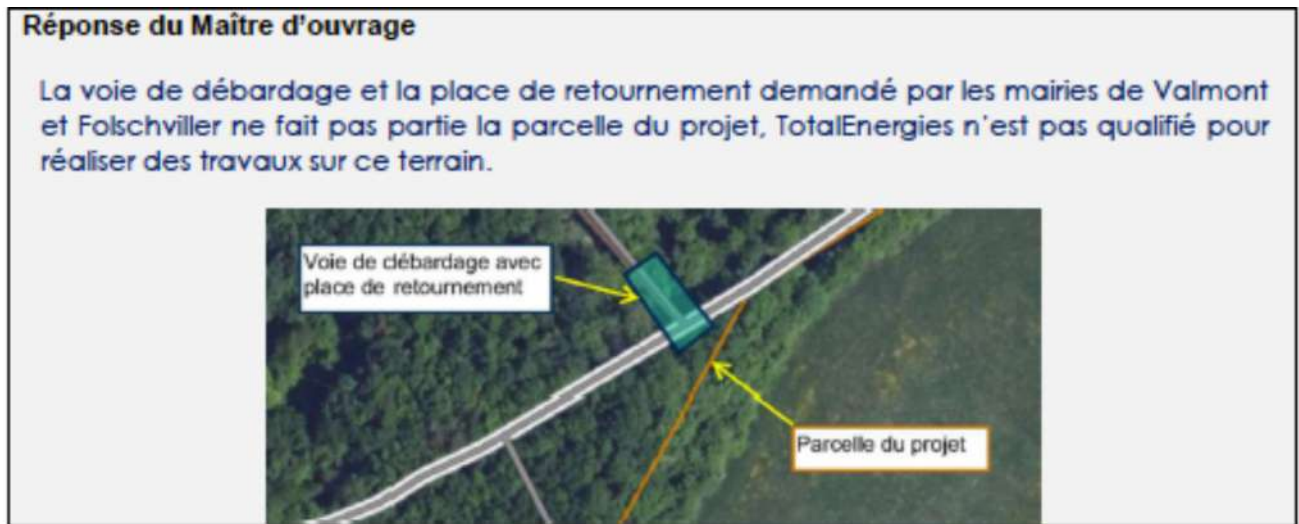 Réponse du Maître d'ouvrage
La voie de débardage et la place de retournement demandé par les mairies de Valmont
et Folschviller ne fait pas partie la parcelle du projet, TotalEnergies n'est pas qualifié pour
réaliser des travaux sur ce terrain.
Voie de débardage avec
place de retournement
Parcelle du projet